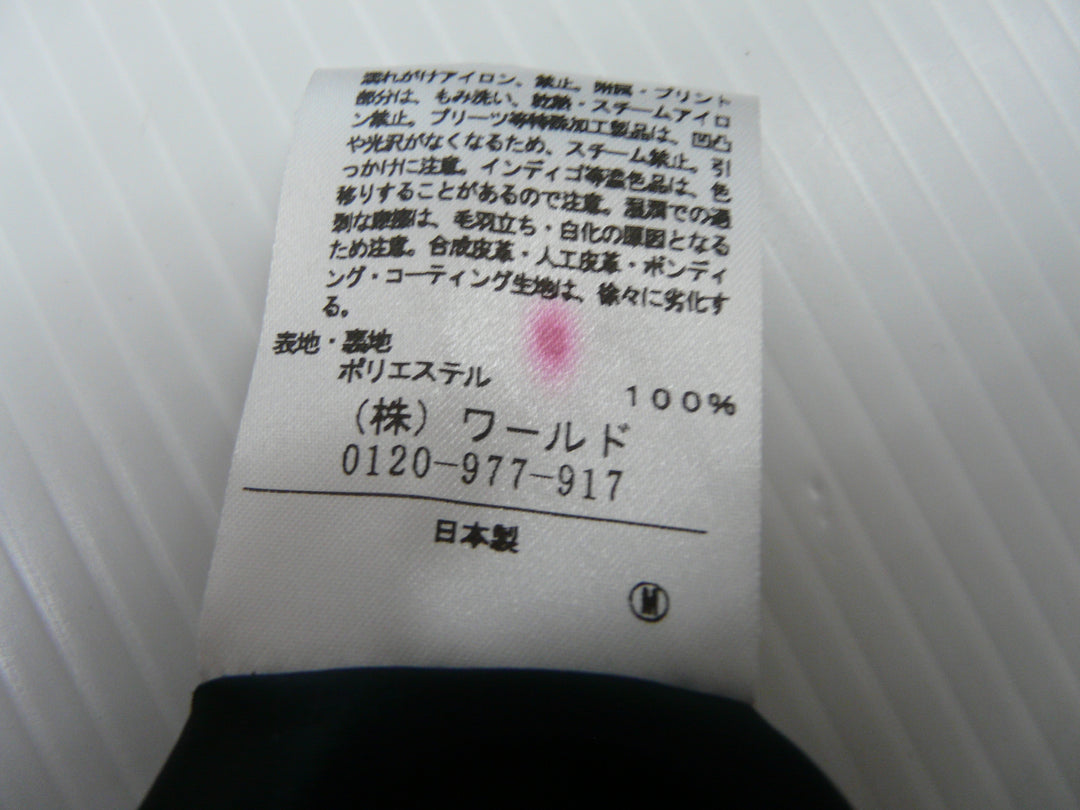 濡れがけアイロン、禁止。附属・プリント
部分は、もみ洗い、乾熱・スチームアイロ
ン禁止。プリーツ等特殊加工製品は、凹凸
や光沢がなくなるため、スチーム禁止。引
っかけに注意。インディゴ等濃色品は、色
移りすることがあるので注意。湿潤での過
剰な摩擦は、毛羽立ち・白化の原因となる
ため注意。合成皮革・人工皮革・ボンディ
ング・コーティング生地は、徐々に劣化す
る。
表地・裏地
ポリエステル 100%
(株) ワールド
0120-977-917
日本製
M